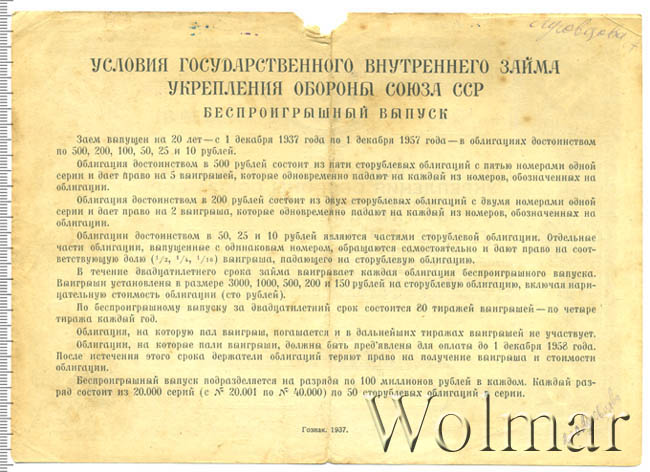 УСЛОВИЯ ГОСУДАРСТВЕННОГО ВНУТРЕННЕГО ЗАЙМА
УКРЕПЛЕНИЯ ОБОРОНЫ СОЮЗА ССР
БЕСПРОИГРЫШНЫЙ ВЫПУСК
Заем выпущен на 20 лет—с 1 декабря 1937 года по 1 декабря 1957 года—в облигациях достоинством
по 500, 200, 100, 50, 25 и 10 рублей.
Облигация достоинством в 500 рублей состоит из пяти сторублевых облигаций с пятью номерами одной
серии и дает право на 5 выигрышей, которые одновременно падают на каждый из номеров, обозначенных на
облигации.
Облигация достоинством в 200 рублей состоит из двух сторублевых облигаций с двумя номерами одной
серии и дает право на 2 выигрыша, которые одновременно падают на каждый из номеров, обозначенных на
облигации.
Облигации достоинством в 50, 25 и 10 рублей являются частями сторублевой облигации. Отдельные
части облигации, выпущенные с одинаковым номером, обращаются самостоятельно и дают право на соот-
ветствующую долю (1/2, 1/4, 1/10) выигрыша, падающего на сторублевую облигацию.
В течение двадцатилетнего срока займа выигрывает каждая облигация беспроигрышного выпуска.
Выигрыши установлены в размере 3000, 1000, 500, 200 и 150 рублей на сторублевую облигацию, включая нари-
цательную стоимость облигации (сто рублей).
По беспроигрышному выпуску за двадцатилетний срок состоится 80 тиражей выигрышей—по четыре
тиража каждый год.
Облигация, на которую пал выигрыш, погашается и в дальнейших тиражах выигрышей не участвует.
Облигации, на которые пали выигрыши, должны быть пред'явлены для оплаты до 1 декабря 1958 года.
После истечения этого срока держатели облигаций теряют право на получение выигрыша и стоимости
облигации.
Беспроигрышный выпуск подразделяется на разряды по 100 миллионов рублей в каждом. Каждый раз-
ряд состоит из 20.000 серий (с № 20.001 по № 40.000) по 50 сторублевых облигаций в серии.
Гознак. 1937.
Wolmar